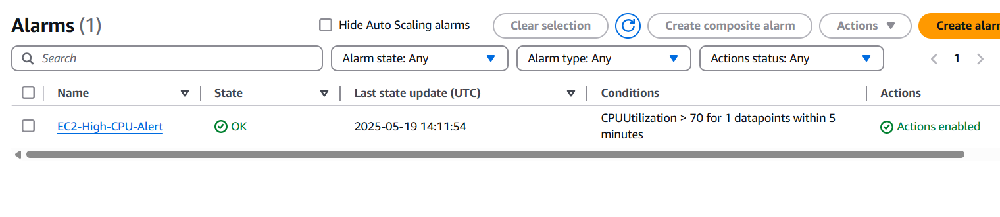 Alarms (1)
Hide Auto Scaling alarms
Clear selection
Create composite alarm
Actions
Create alarm
Search
Alarm state: Any
Alarm type: Any
Actions status: Any
1
Name
State
Last state update (UTC)
Conditions
Actions
EC2-High-CPU-Alert
OK
2025-05-19 14:11:54
CPUUtilization > 70 for 1 datapoints within 5
minutes
Actions enabled